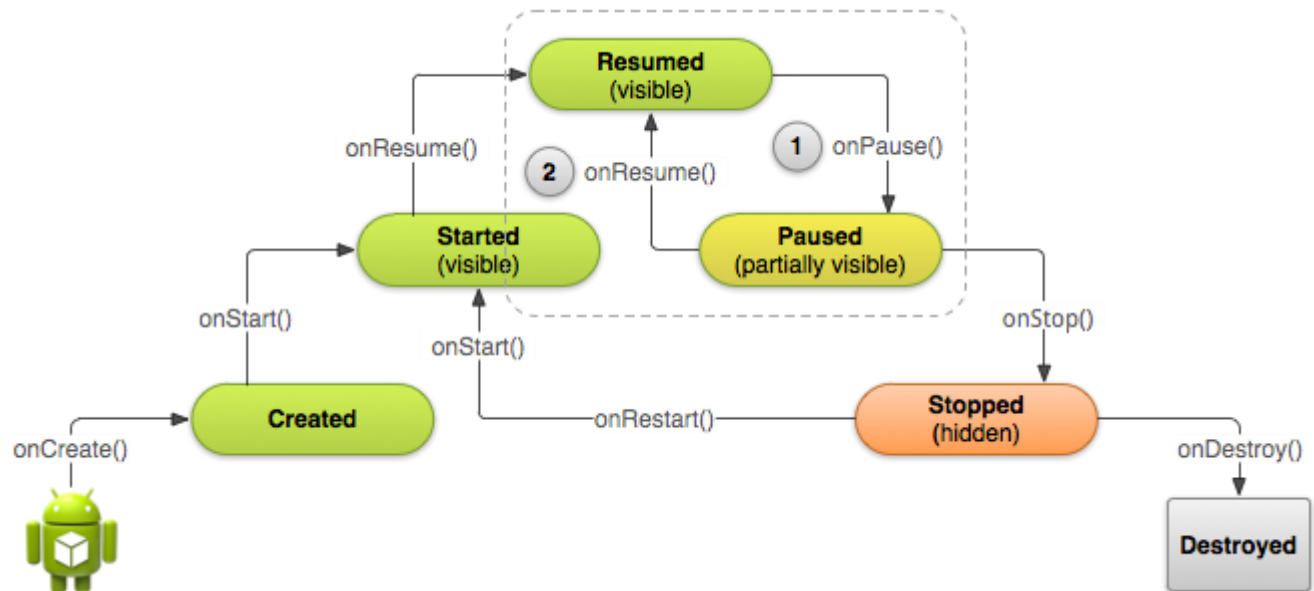 Resumed
(visible)
onResume()
2
onResume()
1
onPause()
Started
(visible)
Paused
(partially visible)
onStart()
onStart()
onStop()
Created
onRestart()
Stopped
(hidden)
onCreate()
onDestroy()
Destroyed